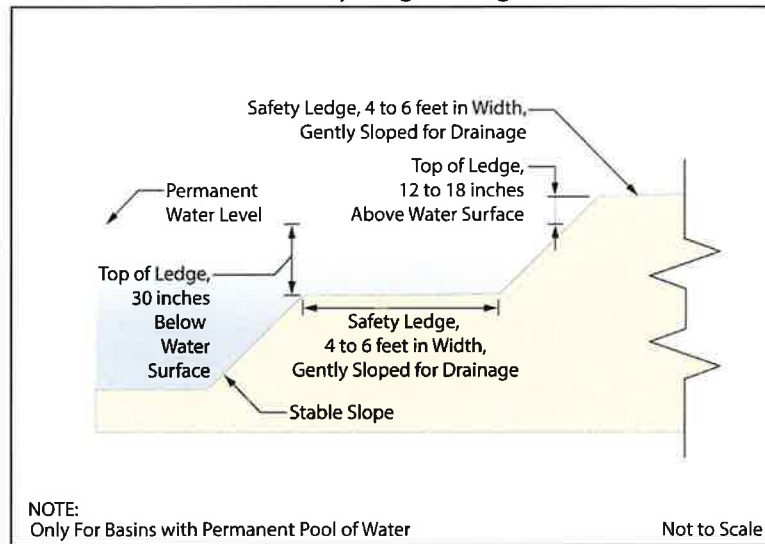 Safety Ledge, 4 to 6 feet in Width,
Gently Sloped for Drainage
Top of Ledge,
12 to 18 inches
Above Water Surface
Permanent
Water Level
Top of Ledge,
30 inches
Below
Water
Surface
Safety Ledge,
4 to 6 feet in Width,
Gently Sloped for Drainage
Stable Slope
NOTE:
Only For Basins with Permanent Pool of Water
Not to Scale